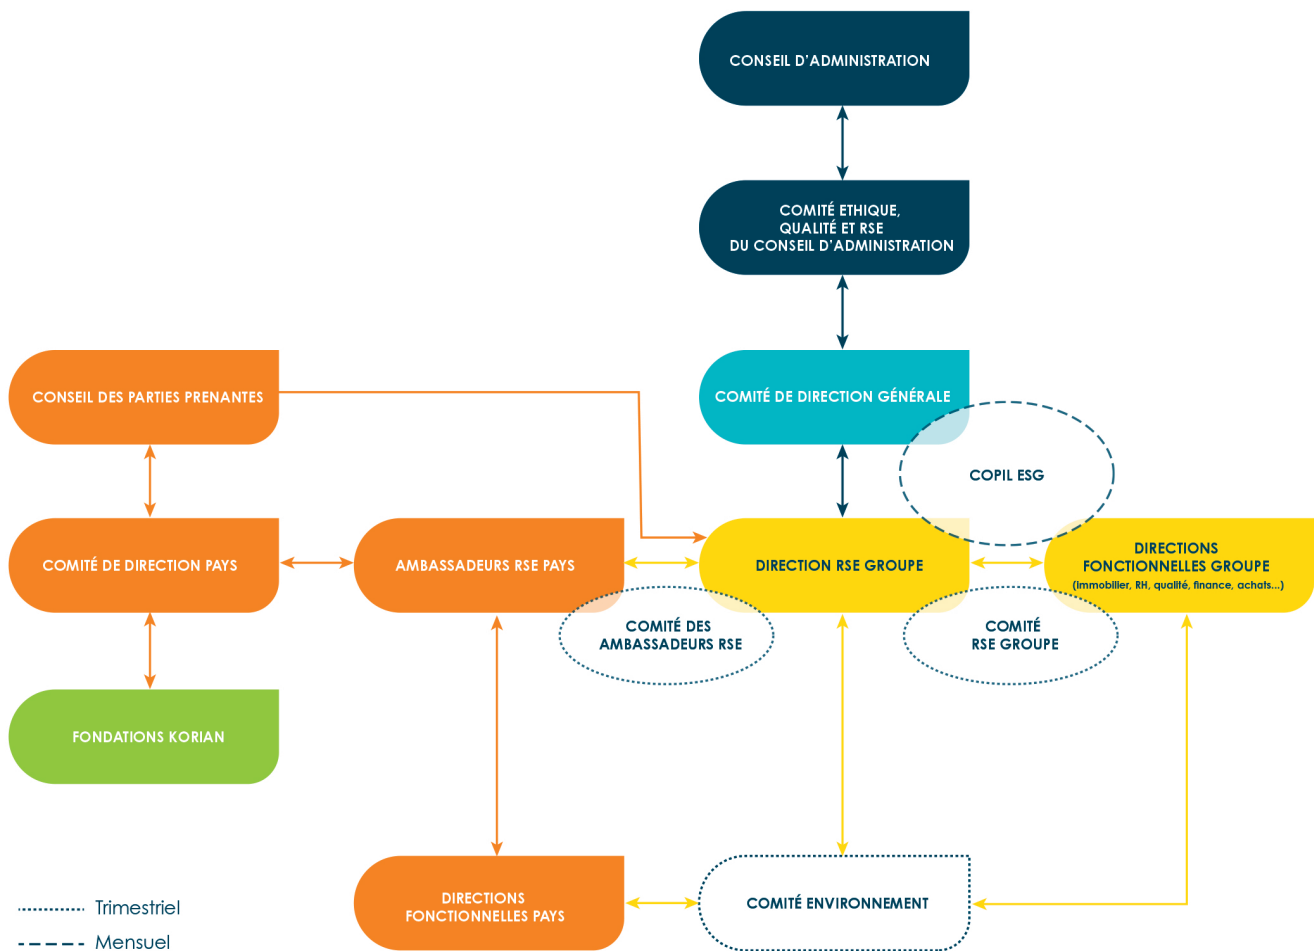 CONSEIL D'ADMINISTRATION
COMITÉ ETHIQUE,
QUALITÉ ET RSE
DU CONSEIL D'ADMINISTRATION
CONSEIL DES PARTIES PRENANTES
COMITÉ DE DIRECTION GÉNÉRALE
COPIL ESG
COMITÉ DE DIRECTION PAYS
AMBASSADEURS RSE PAYS
DIRECTION RSE GROUPE
DIRECTIONS
FONCTIONNELLES GROUPE
(immobilier, RH, qualité, finance, achats...)
COMITÉ DES
AMBASSADEURS RSE
COMITÉ
RSE GROUPE
FONDATIONS KORIAN
DIRECTIONS
FONCTIONNELLES PAYS
COMITÉ ENVIRONNEMENT
Trimestriel
Mensuel